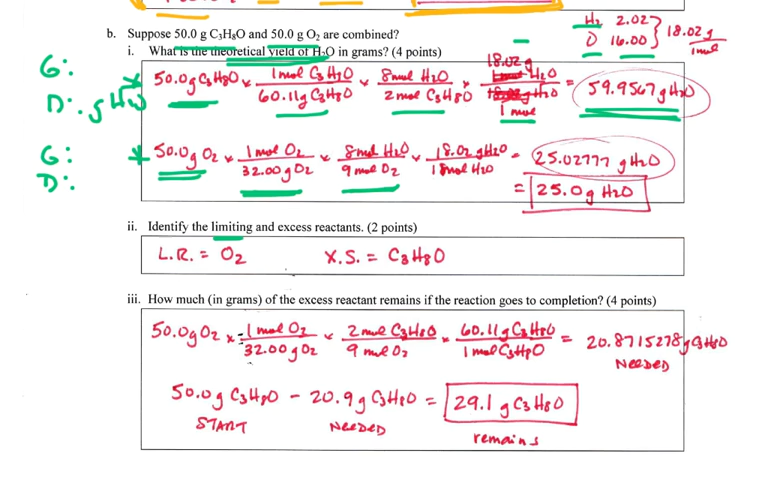 H₂ 2.02
O 16.00 } 18.02 g / 1 mol
b. Suppose 50.0 g C₃H₈O and 50.0 g O₂ are combined?
i. What is the theoretical yield of H₂O in grams? (4 points)
G:
D: g H₂O
* 50.0 g C₃H₈O × 1 mol C₃H₈O / 60.11 g C₃H₈O × 8 mol H₂O / 2 mol C₃H₈O × 18.02 g H₂O / 1 mol = 59.9567 g H₂O
G:
D:
* 50.0 g O₂ × 1 mol O₂ / 32.00 g O₂ × 8 mol H₂O / 9 mol O₂ × 18.02 g H₂O / 1 mol H₂O = 25.02777 g H₂O
= 25.0 g H₂O
ii. Identify the limiting and excess reactants. (2 points)
L.R. = O₂ X.S. = C₃H₈O
iii. How much (in grams) of the excess reactant remains if the reaction goes to completion? (4 points)
50.0 g O₂ × 1 mol O₂ / 32.00 g O₂ × 2 mol C₃H₈O / 9 mol O₂ × 60.11 g C₃H₈O / 1 mol C₃H₈O = 20.8715278 g C₃H₈O
NEEDED
50.0 g C₃H₈O − 20.9 g C₃H₈O = 29.1 g C₃H₈O
START NEEDED remains